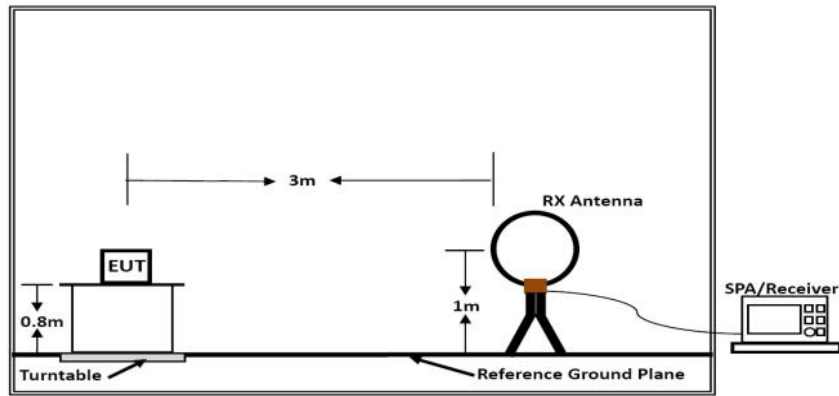 3m
RX Antenna
EUT
SPA/Receiver
0.8m
1m
Turntable
Reference Ground Plane